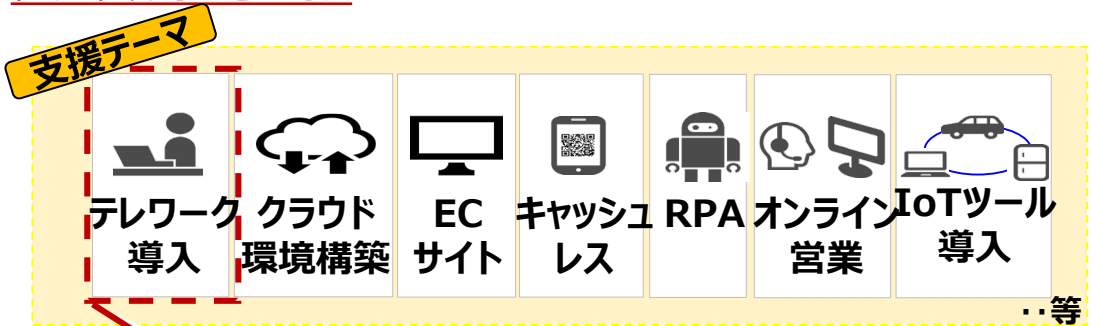 支援テーマ
テレワーク
導入
クラウド
環境構築
EC
サイト
キャッシュ
レス
RPA
オンライン
営業
IoTツール
導入
‥等